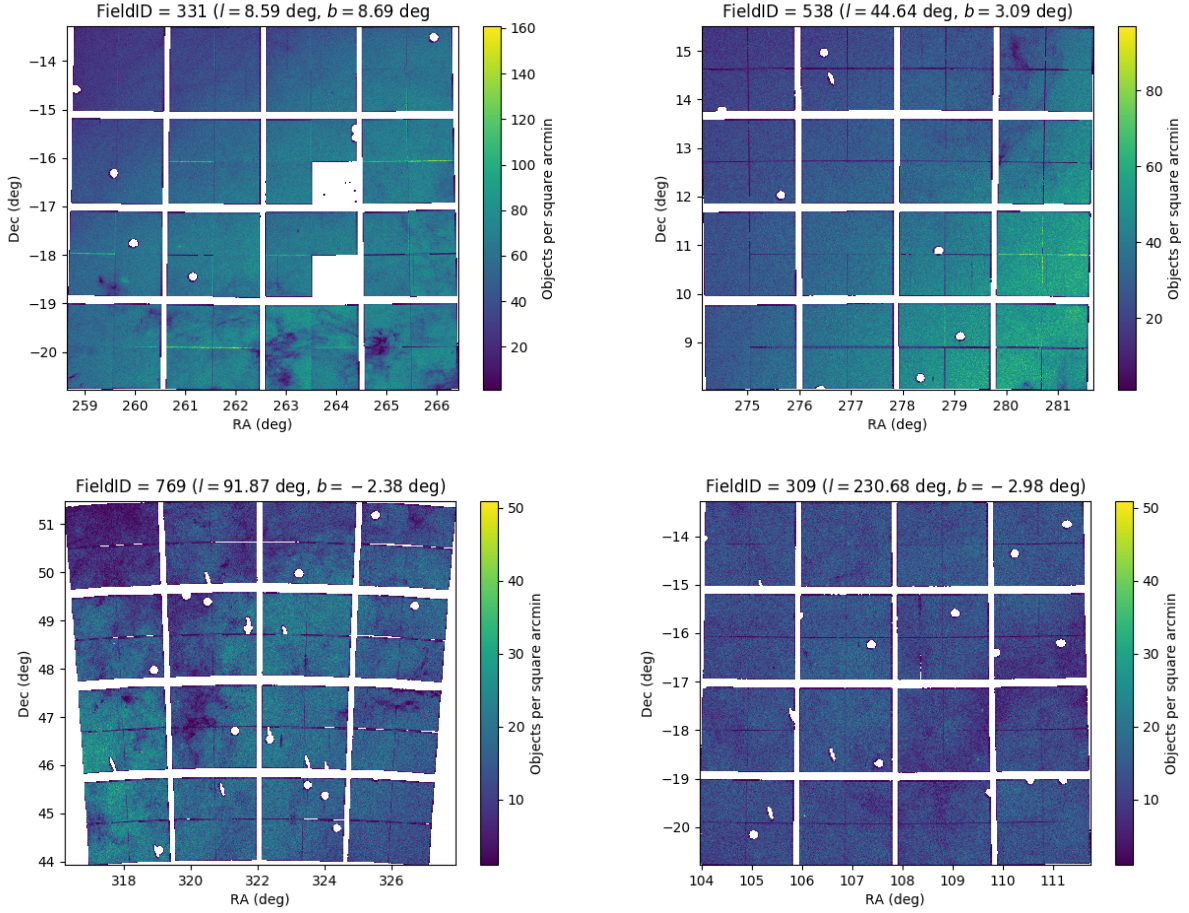 FieldID = 331 (l = 8.59 deg, b = 8.69 deg
−14
−15
−16
−17
−18
−19
−20
Dec (deg)
259 260 261 262 263 264 265 266
RA (deg)
160
140
120
100
80
60
40
20
Objects per square arcmin
FieldID = 538 (l = 44.64 deg, b = 3.09 deg)
15
14
13
12
11
10
9
Dec (deg)
275 276 277 278 279 280 281
RA (deg)
80
60
40
20
Objects per square arcmin
FieldID = 769 (l = 91.87 deg, b = −2.38 deg)
51
50
49
48
47
46
45
44
Dec (deg)
318 320 322 324 326
RA (deg)
50
40
30
20
10
Objects per square arcmin
FieldID = 309 (l = 230.68 deg, b = −2.98 deg)
−14
−15
−16
−17
−18
−19
−20
Dec (deg)
104 105 106 107 108 109 110 111
RA (deg)
50
40
30
20
10
Objects per square arcmin